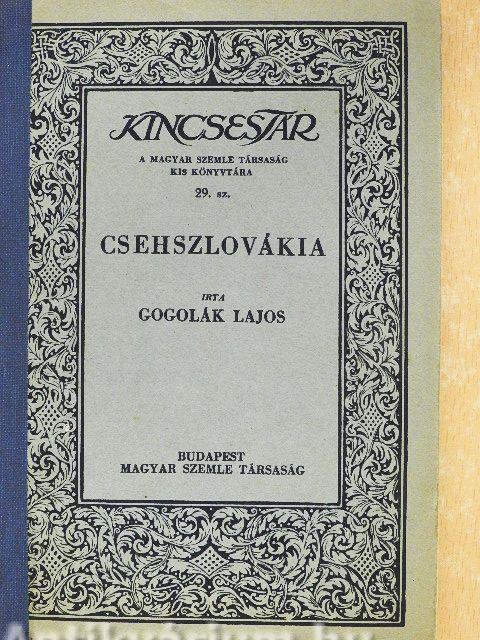 KINCSESTÁR
A MAGYAR SZEMLE TÁRSASÁG
KIS KÖNYVTÁRA
29. sz.
CSEHSZLOVÁKIA
IRTA
GOGOLÁK LAJOS
BUDAPEST
MAGYAR SZEMLE TÁRSASÁG